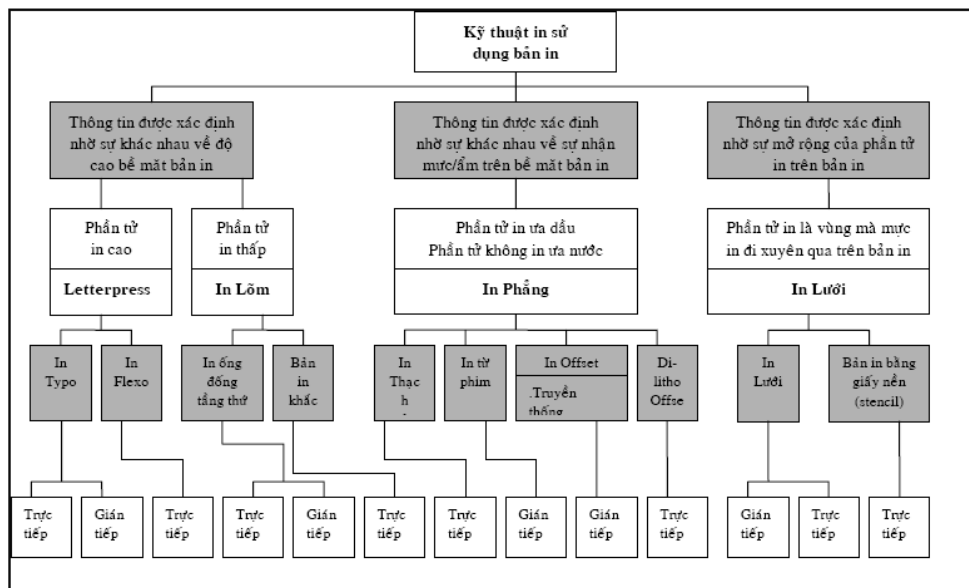 Kỹ thuật in sử
dụng bản in
Thông tin được xác định
nhờ sự khác nhau về độ
cao bề măt bản in
Thông tin được xác định
nhờ sự khác nhau về sự nhận
mưc/ẩm trên bề măt bản in
Thông tin được xác định
nhờ sự mở rộng của phần tử
in trên bản in
Phần tử
in cao
Phần tử
in thấp
Phần tử in ưa dầu
Phần tử không in ưa nước
Phần tử in là vùng mà mực
in đi xuyên qua trên bản in
Letterpress
In Lõm
In Phẳng
In Lưới
In
Typo
In
Flexo
In ống
đống
tầng thứ
Bản
in
khắc
In
Thạc
h
In từ
phim
In Offset
.Truyền
thống
Di-
litho
Offse
In
Lưới
Bản in bằng
giấy nền
(stencil)
Trực
tiếp
Gián
tiếp
Trực
tiếp
Trực
tiếp
Gián
tiếp
Trực
tiếp
Trực
tiếp
Gián
tiếp
Gián
tiếp
Trực
tiếp
Gián
tiếp
Trực
tiếp
Trực
tiếp